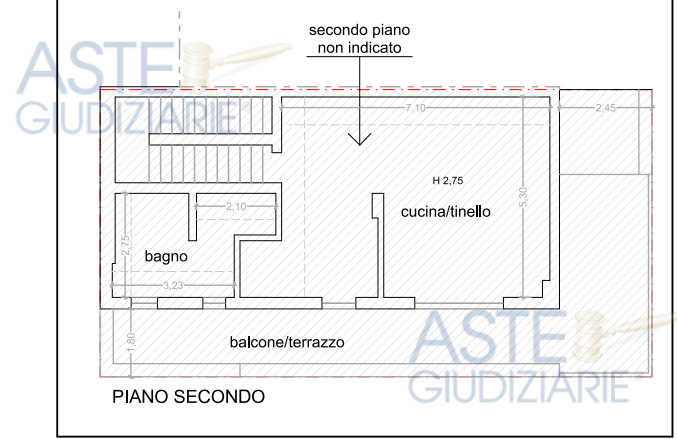 secondo piano
non indicato
ASTE
GIUDIZIARIE®
7,10
2,45
H 2,75
cucina/tinello
5,30
2,10
2,75
bagno
3,23
1,80
balcone/terrazzo
ASTE
GIUDIZIARIE®
PIANO SECONDO